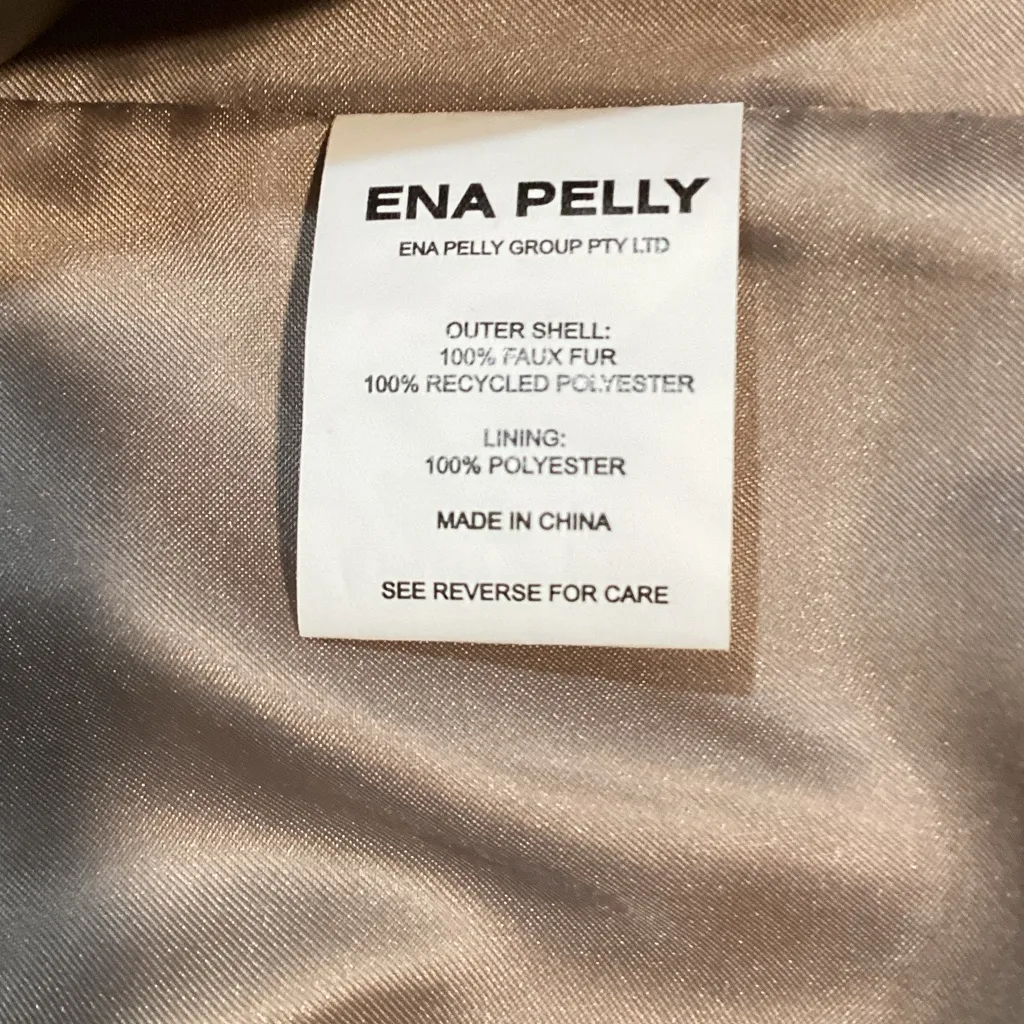 ENA PELLY
ENA PELLY GROUP PTY LTD
OUTER SHELL:
100% FAUX FUR
100% RECYCLED POLYESTER
LINING:
100% POLYESTER
MADE IN CHINA
SEE REVERSE FOR CARE